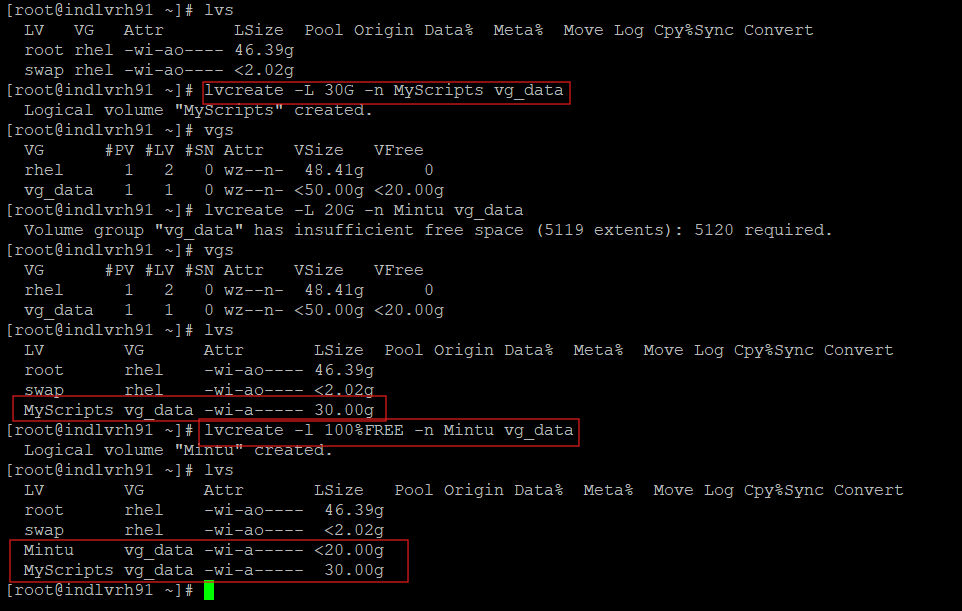 [root@indlvrh91 ~]# lvs
  LV   VG   Attr       LSize   Pool Origin Data%  Meta%  Move Log Cpy%Sync Convert
  root rhel -wi-ao---- 46.39g
  swap rhel -wi-ao---- <2.02g
[root@indlvrh91 ~]# lvcreate -L 30G -n MyScripts vg_data
  Logical volume "MyScripts" created.
[root@indlvrh91 ~]# vgs
  VG      #PV #LV #SN Attr   VSize   VFree
  rhel      1   2   0 wz--n-  48.41g      0
  vg_data   1   1   0 wz--n- <50.00g <20.00g
[root@indlvrh91 ~]# lvcreate -L 20G -n Mintu vg_data
  Volume group "vg_data" has insufficient free space (5119 extents): 5120 required.
[root@indlvrh91 ~]# vgs
  VG      #PV #LV #SN Attr   VSize   VFree
  rhel      1   2   0 wz--n-  48.41g      0
  vg_data   1   1   0 wz--n- <50.00g <20.00g
[root@indlvrh91 ~]# lvs
  LV        VG      Attr       LSize  Pool Origin Data%  Meta%  Move Log Cpy%Sync Convert
  root      rhel    -wi-ao---- 46.39g
  swap      rhel    -wi-ao---- <2.02g
  MyScripts vg_data -wi-a----- 30.00g
[root@indlvrh91 ~]# lvcreate -l 100%FREE -n Mintu vg_data
  Logical volume "Mintu" created.
[root@indlvrh91 ~]# lvs
  LV        VG      Attr       LSize   Pool Origin Data%  Meta%  Move Log Cpy%Sync Convert
  root      rhel    -wi-ao----  46.39g
  swap      rhel    -wi-ao----  <2.02g
  Mintu     vg_data -wi-a----- <20.00g
  MyScripts vg_data -wi-a-----  30.00g
[root@indlvrh91 ~]#